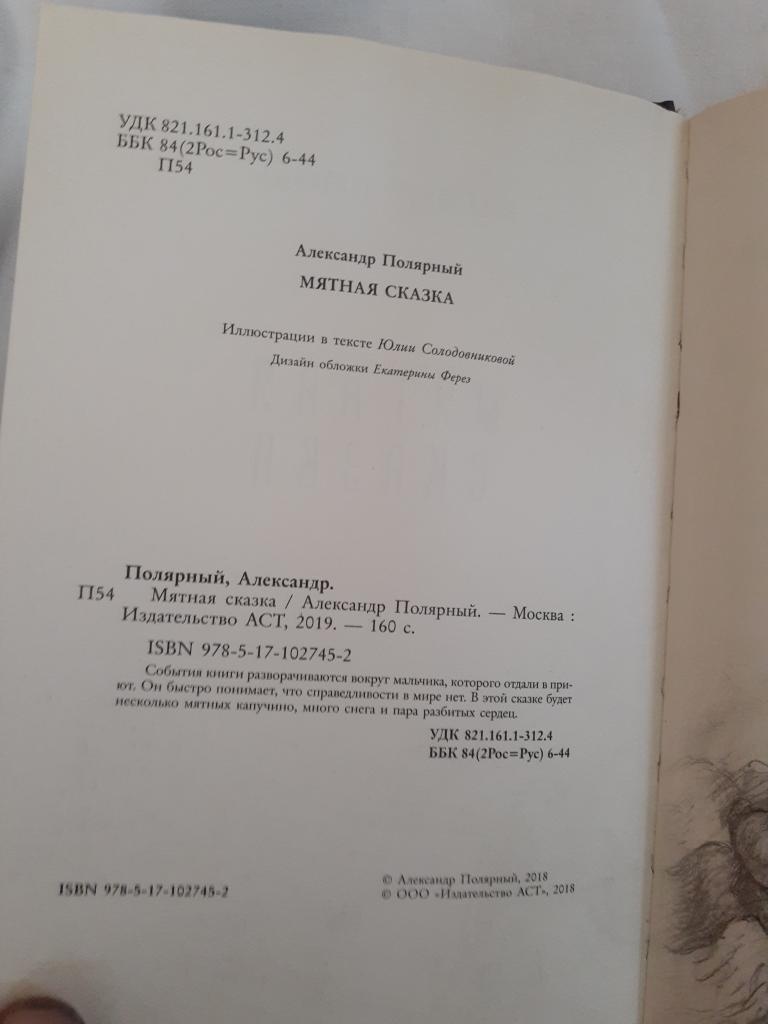 УДК 821.161.1-312.4
ББК 84(2Рос=Рус) 6-44
П54
Александр Полярный
МЯТНАЯ СКАЗКА
Иллюстрации в тексте Юлии Солодовниковой
Дизайн обложки Екатерины Ферез
Полярный, Александр.
П54 Мятная сказка / Александр Полярный. — Москва :
Издательство АСТ, 2019. — 160 с.
ISBN 978-5-17-102745-2
События книги разворачиваются вокруг мальчика, которого отдали в при-
ют. Он быстро понимает, что справедливости в мире нет. В этой сказке будет
несколько мятных капучино, много снега и пара разбитых сердец.
УДК 821.161.1-312.4
ББК 84(2Рос=Рус) 6-44
ISBN 978-5-17-102745-2
© Александр Полярный, 2018
© ООО «Издательство АСТ», 2018